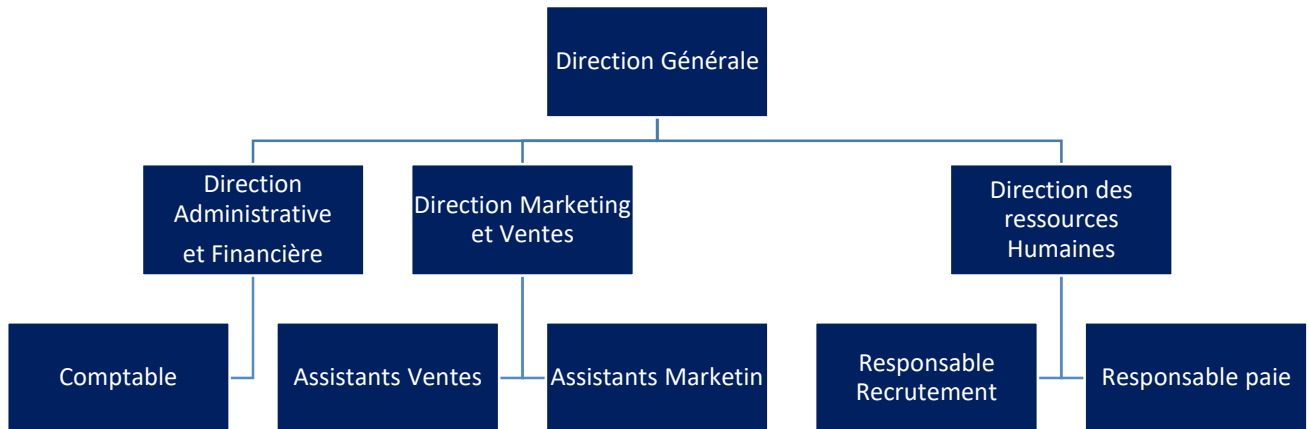 Direction Générale
Direction
Administrative
et Financière
Direction Marketing
et Ventes
Direction des
ressources
Humaines
Comptable
Assistants Ventes
Assistants Marketin
Responsable
Recrutement
Responsable paie